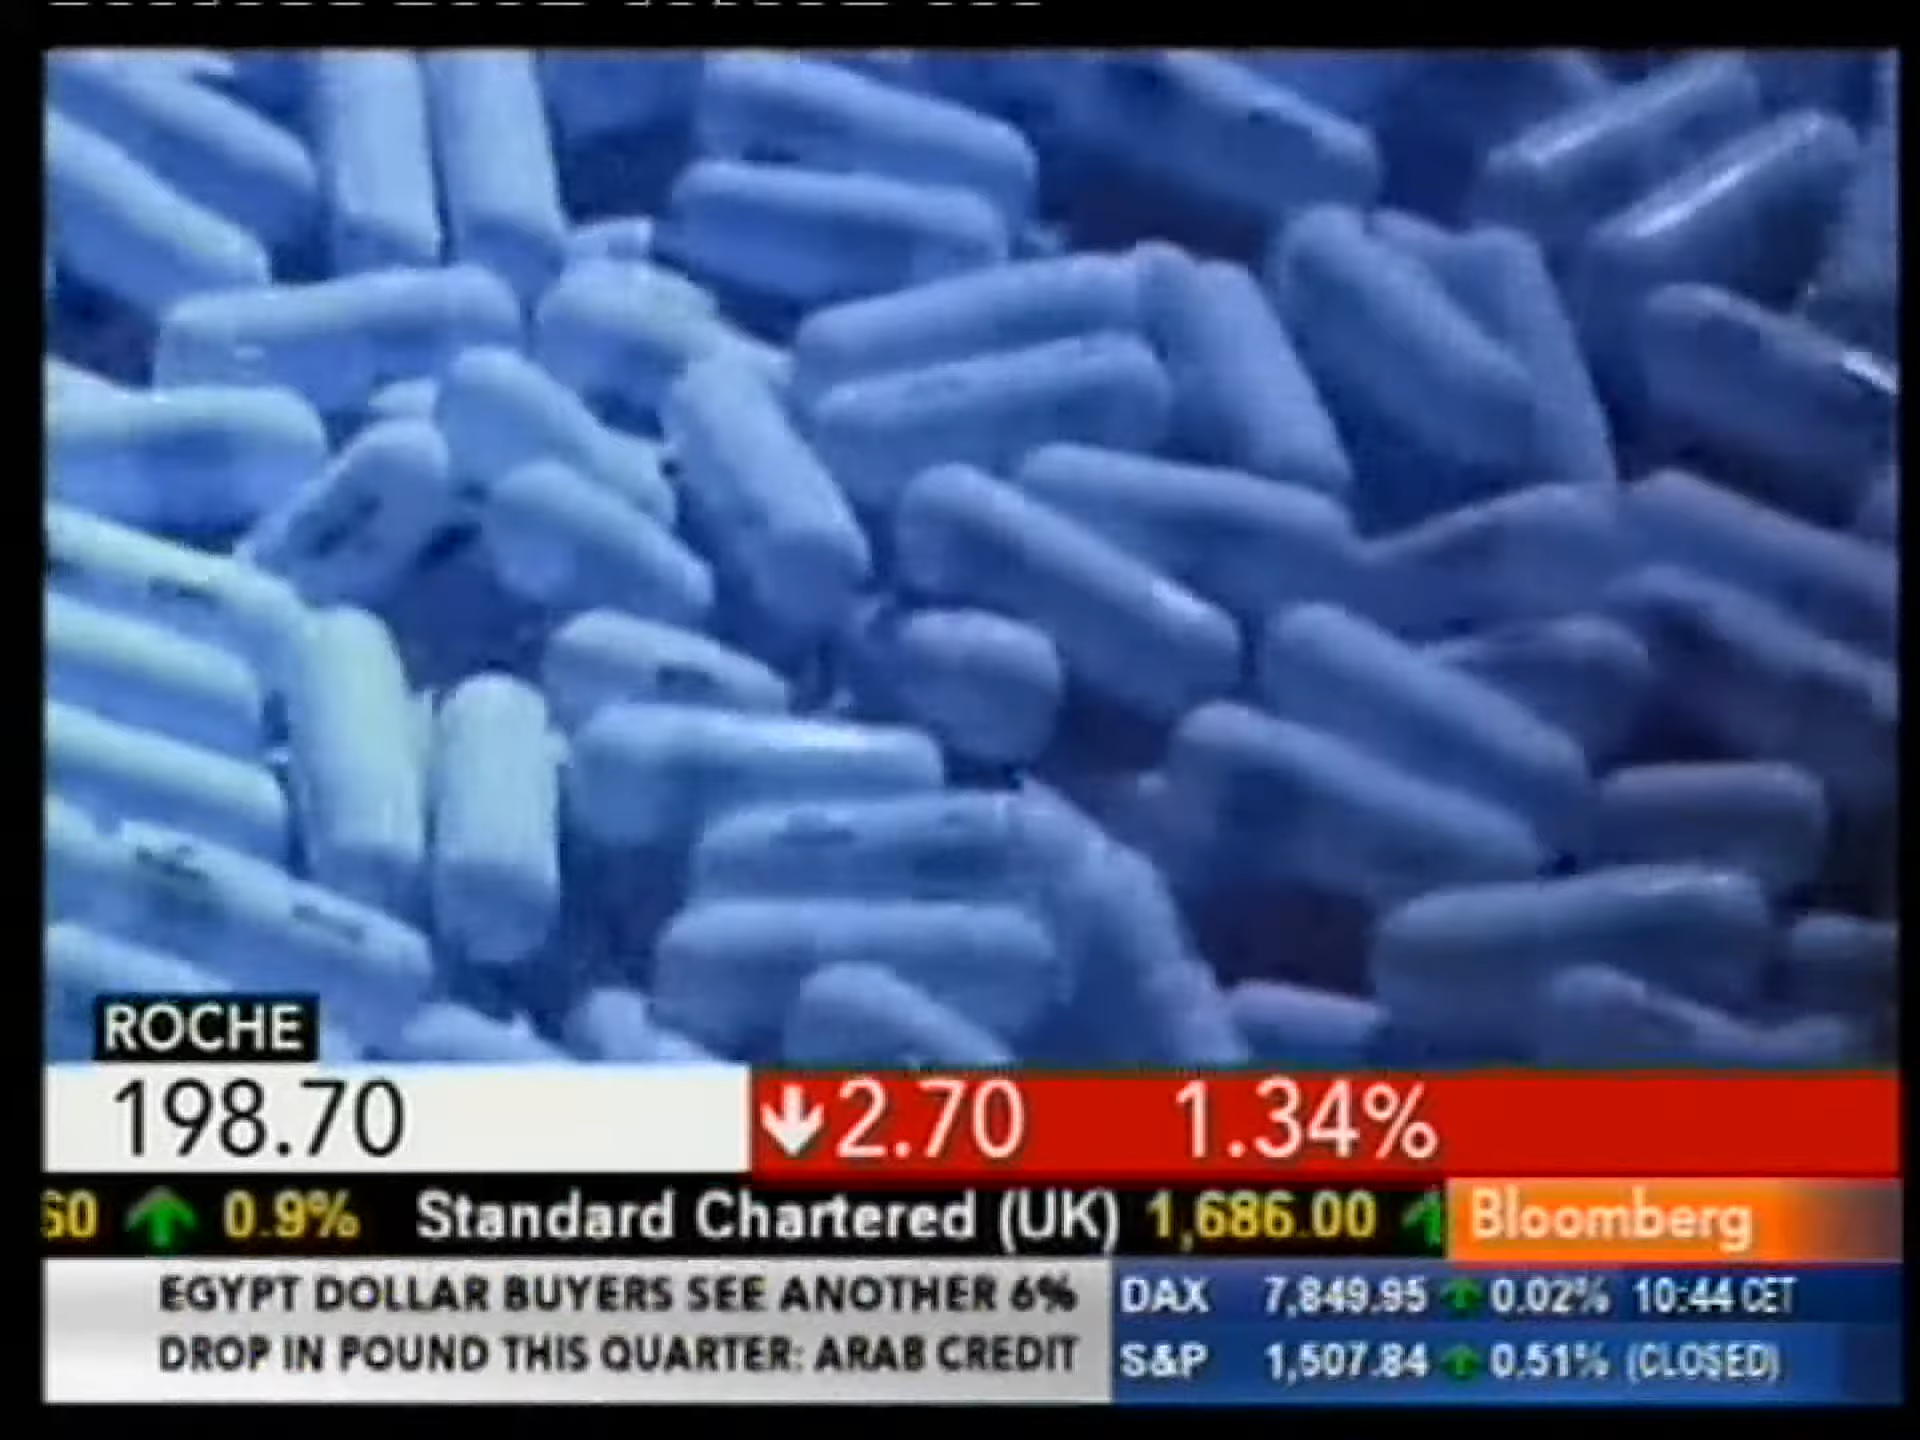 ROCHE
198.70 2.70 1.34%
0.9% Standard Chartered (UK) 1,686.00 Bloomberg
EGYPT DOLLAR BUYERS SEE ANOTHER 6%
DROP IN POUND THIS QUARTER: ARAB CREDIT
DAX 7,849.95 0.02% 10:44 CET
S&P 1,507.84 0.51% (CLOSED)